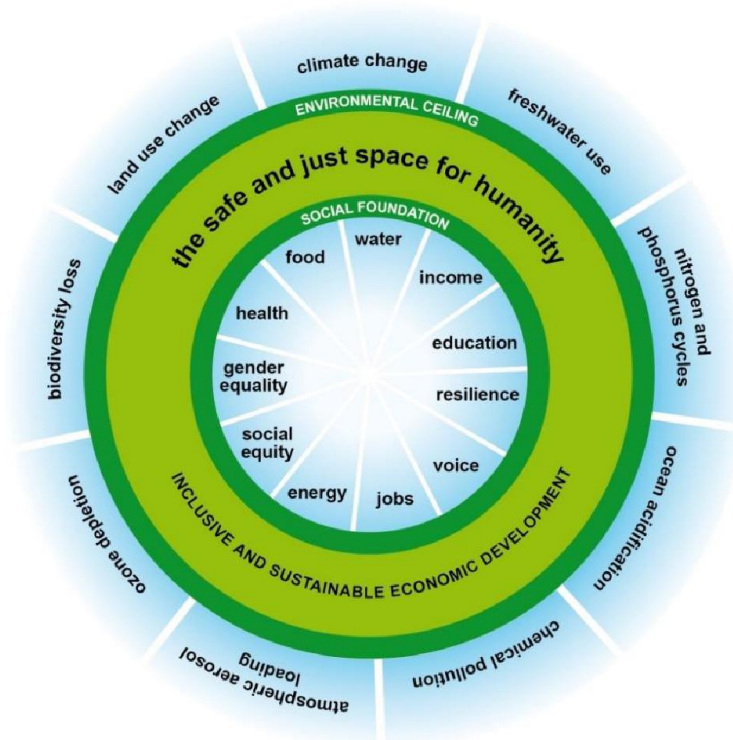 climate change
freshwater use
nitrogen and
phosphorus cycles
ocean acidification
chemical pollution
atmospheric aerosol
loading
ozone depletion
biodiversity loss
land use change
ENVIRONMENTAL CEILING
the safe and just space for humanity
SOCIAL FOUNDATION
water
income
education
resilience
voice
jobs
energy
social
equity
gender
equality
health
food
INCLUSIVE AND SUSTAINABLE ECONOMIC DEVELOPMENT